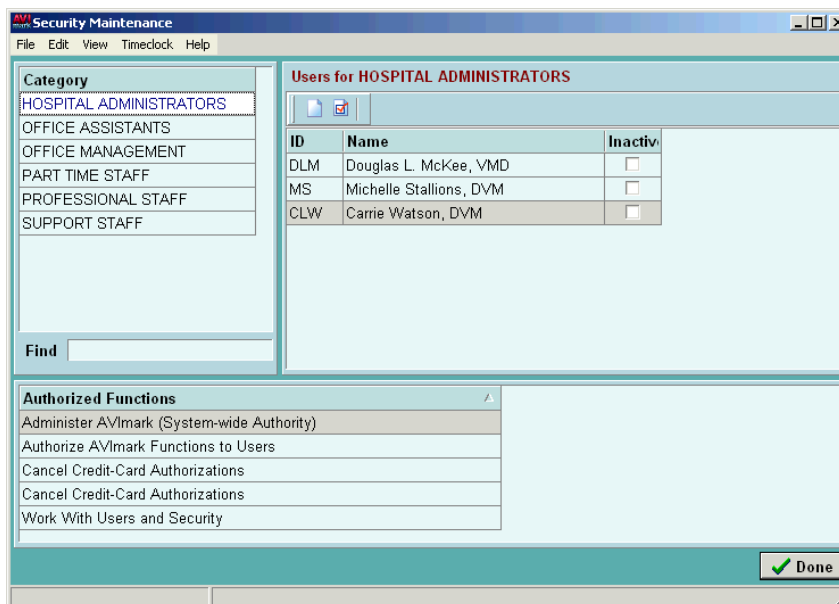 AVI mark Security Maintenance
File Edit View Timeclock Help
Category
HOSPITAL ADMINISTRATORS
OFFICE ASSISTANTS
OFFICE MANAGEMENT
PART TIME STAFF
PROFESSIONAL STAFF
SUPPORT STAFF
Find
Users for HOSPITAL ADMINISTRATORS
ID Name Inactiv
DLM Douglas L. McKee, VMD
MS Michelle Stallions, DVM
CLW Carrie Watson, DVM
Authorized Functions
Administer AVImark (System-wide Authority)
Authorize AVImark Functions to Users
Cancel Credit-Card Authorizations
Cancel Credit-Card Authorizations
Work With Users and Security
Done